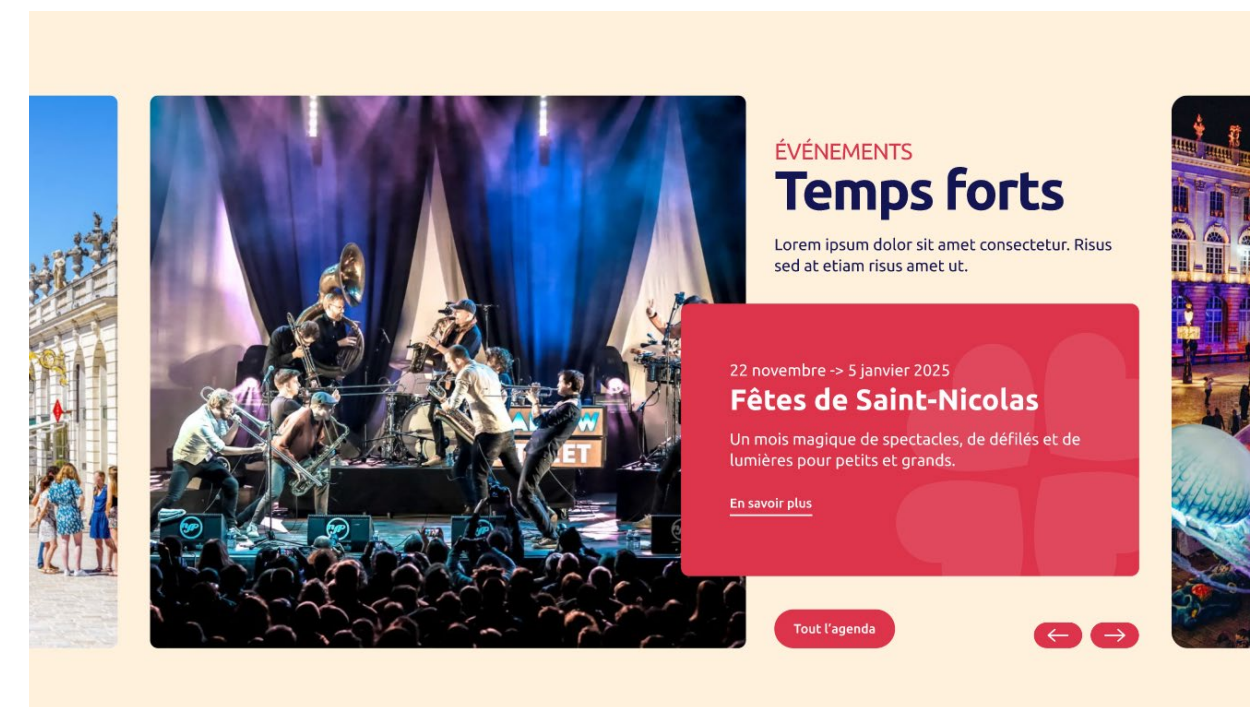 ÉVÉNEMENTS
Temps forts
Lorem ipsum dolor sit amet consectetur. Risus
sed at etiam risus amet ut.
22 novembre -> 5 janvier 2025
Fêtes de Saint-Nicolas
Un mois magique de spectacles, de défilés et de
lumières pour petits et grands.
En savoir plus
Tout l'agenda